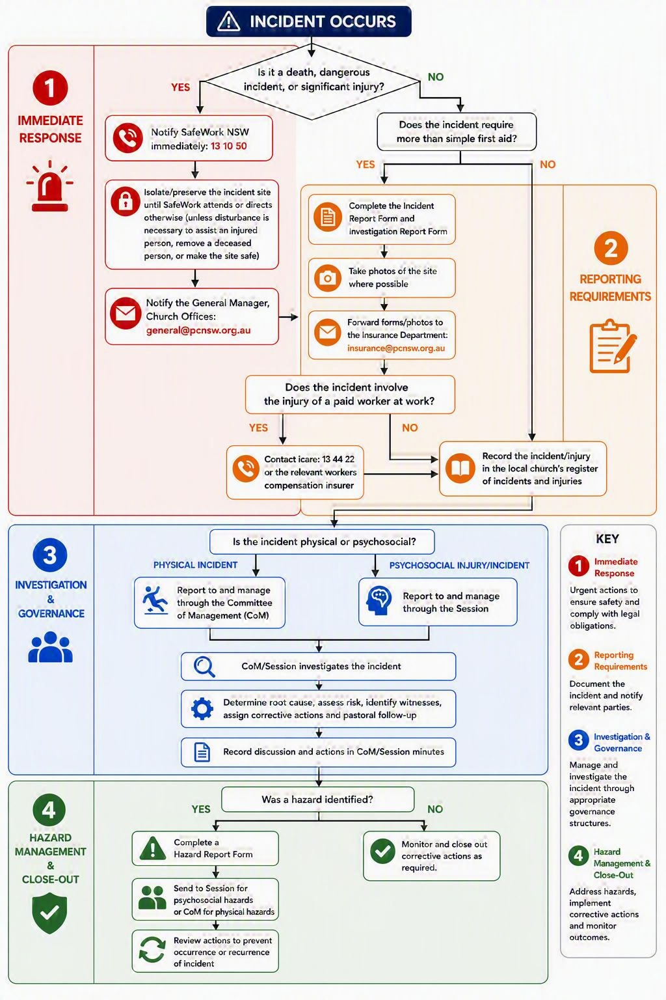 INCIDENT OCCURS
Is it a death, dangerous
incident, or significant injury?
YES
NO
1
IMMEDIATE
RESPONSE
Notify SafeWork NSW
immediately: 13 10 50
Isolate/preserve the incident site
until SafeWork attends or directs
otherwise (unless disturbance is
necessary to assist an injured
person, remove a deceased
person, or make the site safe)
Notify the General Manager,
Church Offices:
general@pcnsw.org.au
Does the incident require
more than simple first aid?
YES
NO
Complete the Incident
Report Form and
Investigation Report Form
Take photos of the site
where possible
Forward forms/photos to
the Insurance Department:
insurance@pcnsw.org.au
2
REPORTING
REQUIREMENTS
Does the incident involve
the injury of a paid worker at work?
YES
NO
Contact icare: 13 44 22
or the relevant workers
compensation insurer
Record the incident/injury
in the local church's register
of incidents and injuries
3
INVESTIGATION
&
GOVERNANCE
Is the incident physical or psychosocial?
PHYSICAL INCIDENT
PSYCHOSOCIAL INJURY/INCIDENT
Report to and manage
through the Committee
of Management (CoM)
Report to and manage
through the Session
CoM/Session investigates the incident
Determine root cause, assess risk, identify witnesses,
assign corrective actions and pastoral follow-up
Record discussion and actions in CoM/Session minutes
4
HAZARD
MANAGEMENT
&
CLOSE-OUT
Was a hazard identified?
YES
NO
Complete a
Hazard Report Form
Send to Session for
psychosocial hazards
or CoM for physical hazards
Review actions to prevent
occurrence or recurrence
of incident
Monitor and close out
corrective actions as
required.
KEY
1
Immediate
Response
Urgent actions to
ensure safety and
comply with legal
obligations.
2
Reporting
Requirements
Document the
incident and notify
relevant parties.
3
Investigation &
Governance
Manage and
investigate the
incident through
appropriate
governance
structures.
4
Hazard
Management &
Close-Out
Address hazards,
implement
corrective actions
and monitor
outcomes.